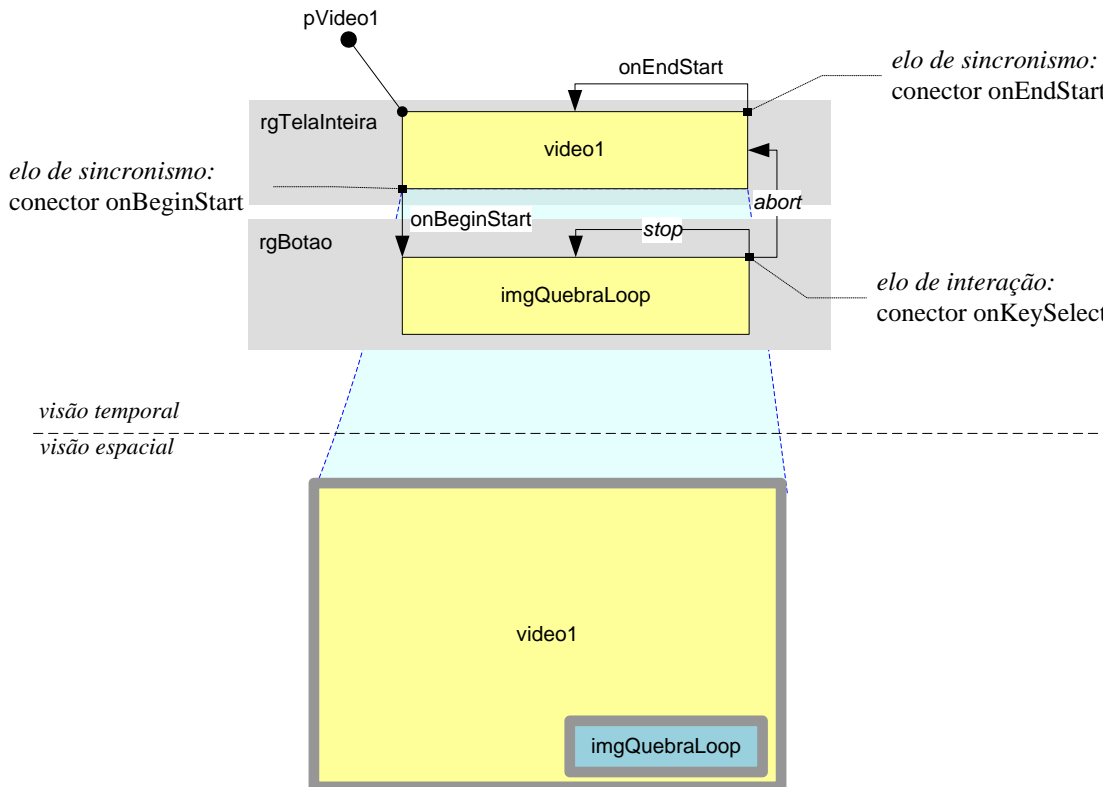 pVideo1
onEndStart
elo de sincronismo:
conector onEndStart
rgTelaInteira
video1
elo de sincronismo:
conector onBeginStart
abort
onBeginStart
stop
rgBotao
imgQuebraLoop
elo de interação:
conector onKeySelect
visão temporal
visão espacial
video1
imgQuebraLoop